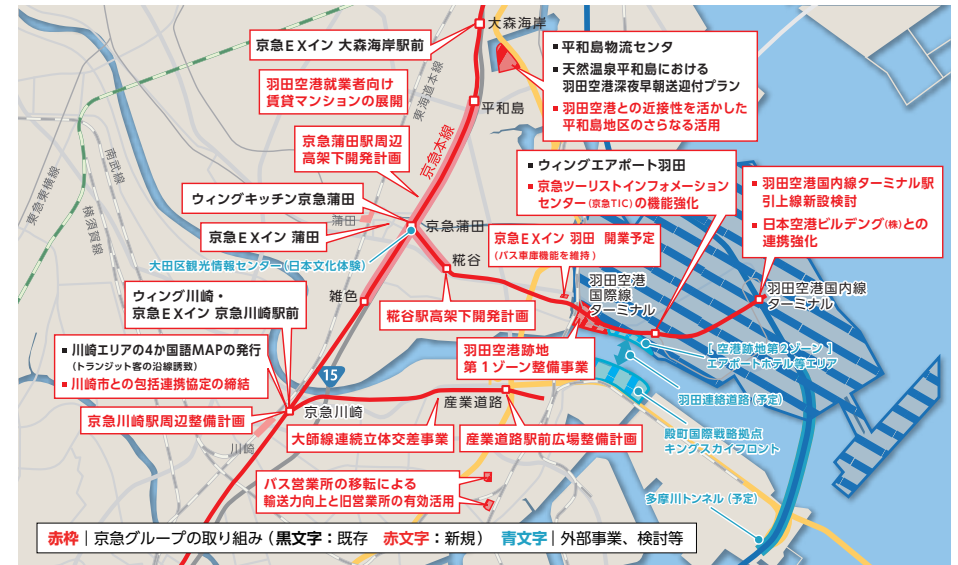 大森海岸
京急EXイン 大森海岸駅前
東海道本線
羽田空港就業者向け
賃貸マンションの展開
平和島
▪ 平和島物流センタ
▪ 天然温泉平和島における
羽田空港深夜早朝送迎付プラン
▪ 羽田空港との近接性を活かした
平和島地区のさらなる活用
京急蒲田駅周辺
高架下開発計画
京急本線
東急東横線
南武線
横須賀線
ウィングキッチン京急蒲田
蒲田
京急EXイン 蒲田
京急蒲田
大田区観光情報センター(日本文化体験)
糀谷
▪ ウィングエアポート羽田
▪ 京急ツーリストインフォメーション
センター(京急TIC)の機能強化
▪ 羽田空港国内線ターミナル駅
引上線新設検討
▪ 日本空港ビルデング(株)との
連携強化
京急EXイン 羽田 開業予定
(バス車庫機能を維持)
羽田空港
国際線
ターミナル
羽田空港国内線
ターミナル
雑色
ウィング川崎・
京急EXイン 京急川崎駅前
糀谷駅高架下開発計画
▪ 川崎エリアの4か国語MAPの発行
(トランジット客の沿線誘致)
▪ 川崎市との包括連携協定の締結
15
羽田空港跡地
第1ゾーン整備事業
[空港跡地第2ゾーン]
エアポートホテル等エリア
羽田連絡道路(予定)
京急川崎駅周辺整備計画
京急川崎
産業道路
川崎
大師線連続立体交差事業
産業道路駅前広場整備計画
殿町国際戦略拠点
キングスカイフロント
バス営業所の移転による
輸送力向上と旧営業所の有効活用
多摩川トンネル(予定)
赤枠|京急グループの取り組み(黒文字:既存 赤文字:新規) 青文字|外部事業、検討等